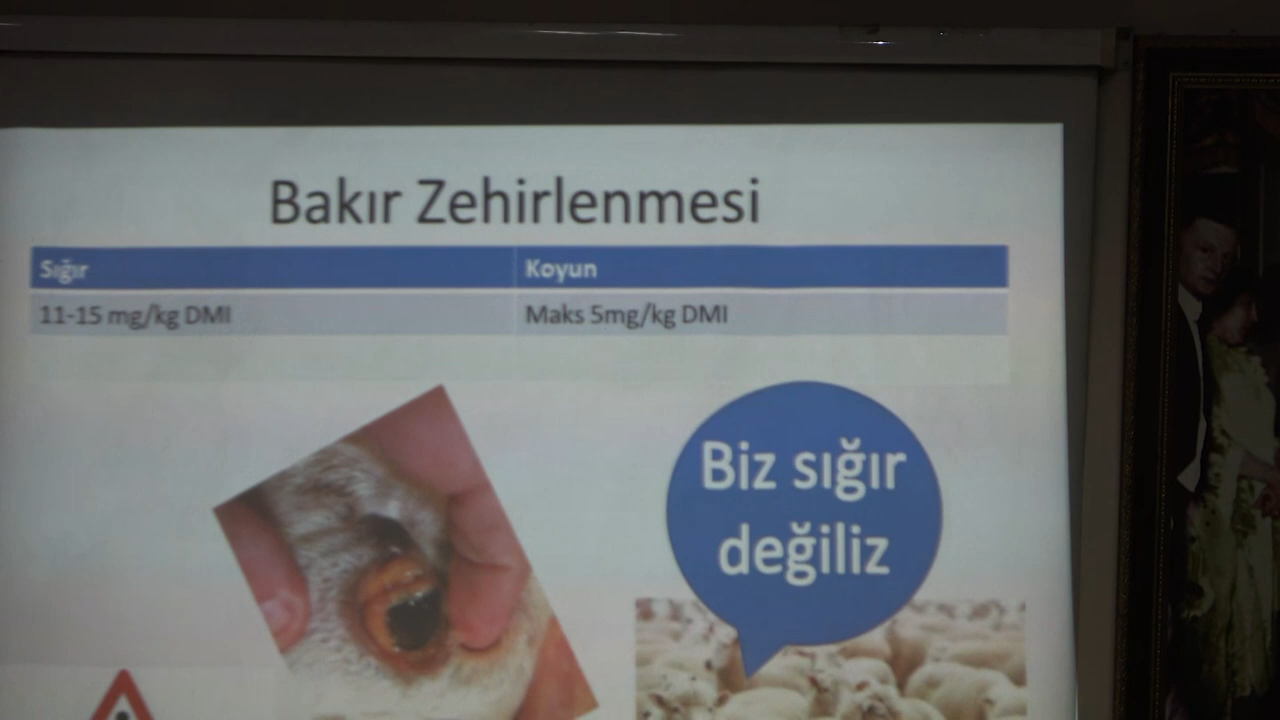 Bakır Zehirlenmesi
Sığır Koyun
11-15 mg/kg DMI Maks 5mg/kg DMI
Biz sığır
değiliz